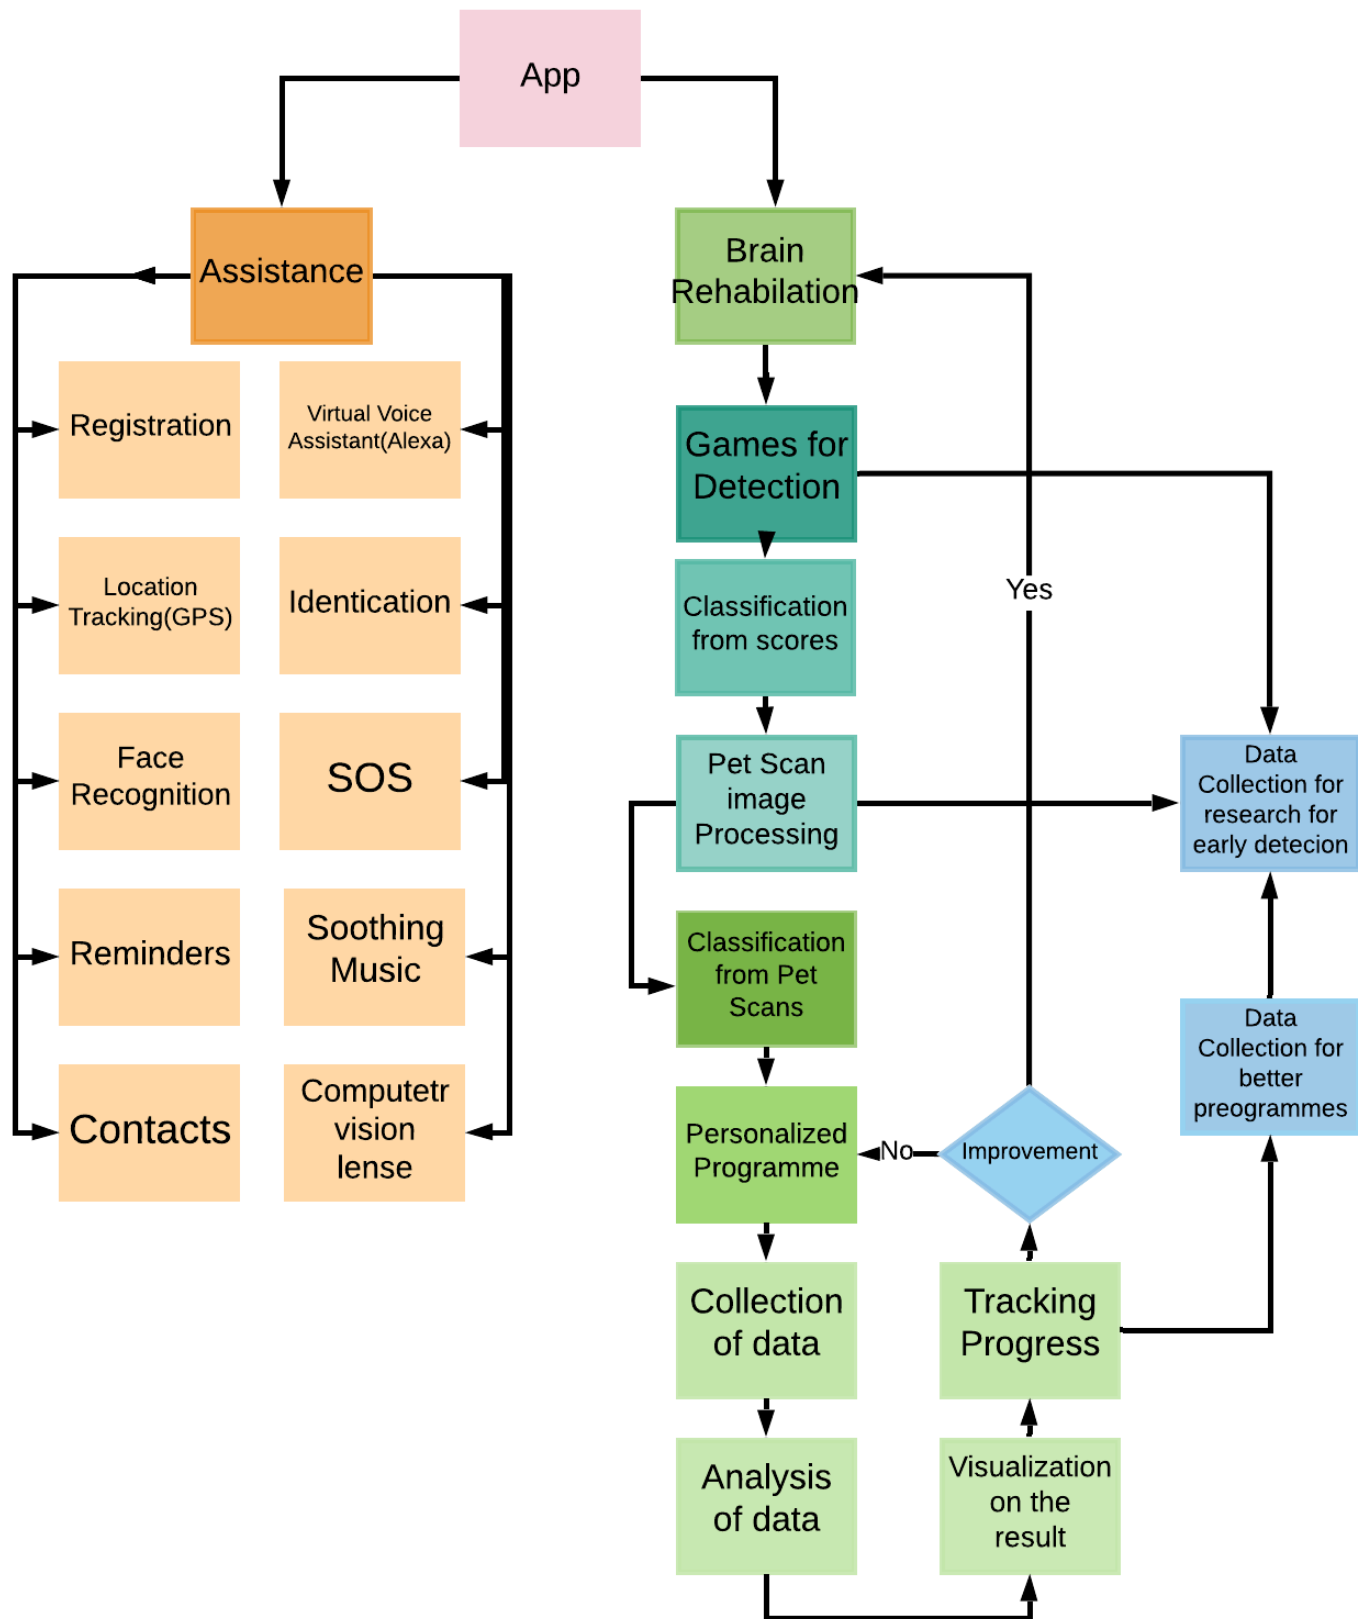 App
Assistance
Registration
Virtual Voice
Assistant(Alexa)
Location
Tracking(GPS)
Identication
Face
Recognition
SOS
Reminders
Soothing
Music
Contacts
Computetr
vision
lense
Brain
Rehabilation
Games for
Detection
Classification
from scores
Pet Scan
image
Processing
Classification
from Pet
Scans
Personalized
Programme
Collection
of data
Analysis
of data
Visualization
on the
result
Tracking
Progress
Improvement
No
Yes
Data
Collection for
better
preogrammes
Data
Collection for
research for
early detecion